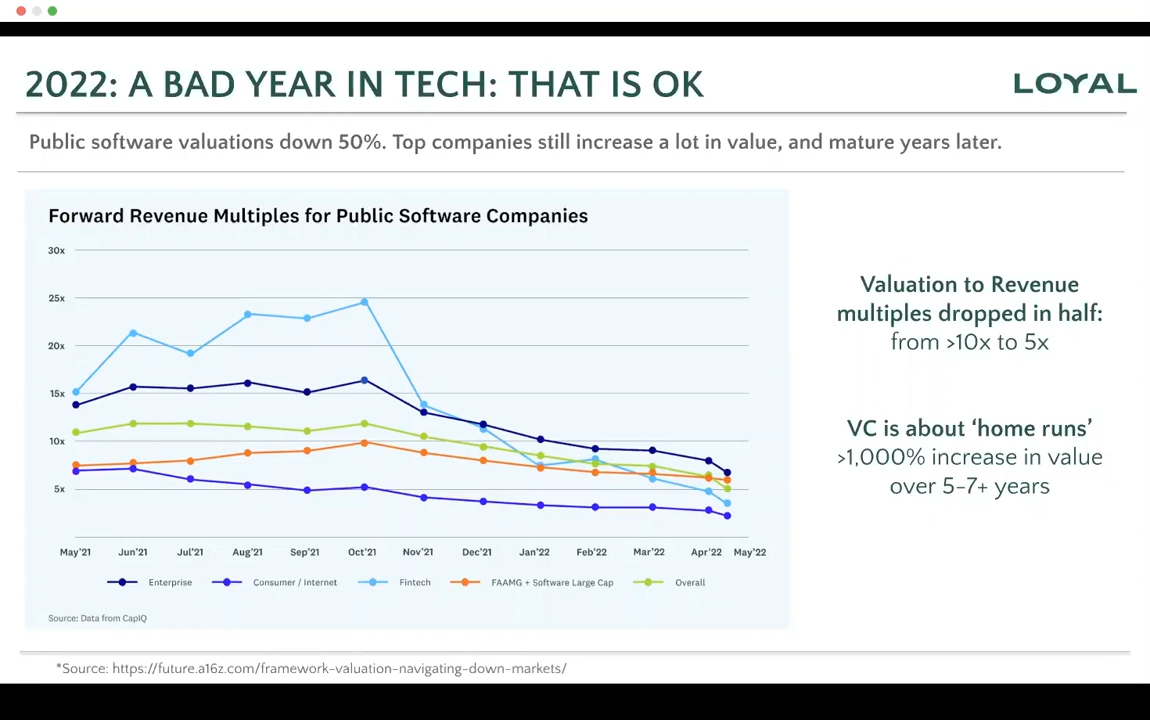 2022: A BAD YEAR IN TECH: THAT IS OK
LOYAL
Public software valuations down 50%. Top companies still increase a lot in value, and mature years later.
Forward Revenue Multiples for Public Software Companies
30x
25x
20x
15x
10x
5x
May'21 Jun'21 Jul'21 Aug'21 Sep'21 Oct'21 Nov'21 Dec'21 Jan'22 Feb'22 Mar'22 Apr'22 May'22
Enterprise Consumer / Internet Fintech FAAMG + Software Large Cap Overall
Source: Data from CapIQ
Valuation to Revenue
multiples dropped in half:
from >10x to 5x
VC is about ‘home runs’
>1,000% increase in value
over 5-7+ years
*Source: https://future.a16z.com/framework-valuation-navigating-down-markets/